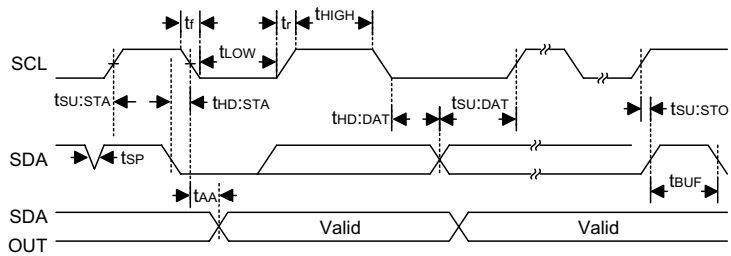 tf
tr
tHIGH
tLOW
SCL
tSU:STA
tHD:STA
tHD:DAT
tSU:DAT
tSU:STO
SDA
tSP
tBUF
tAA
SDA
OUT
Valid
Valid